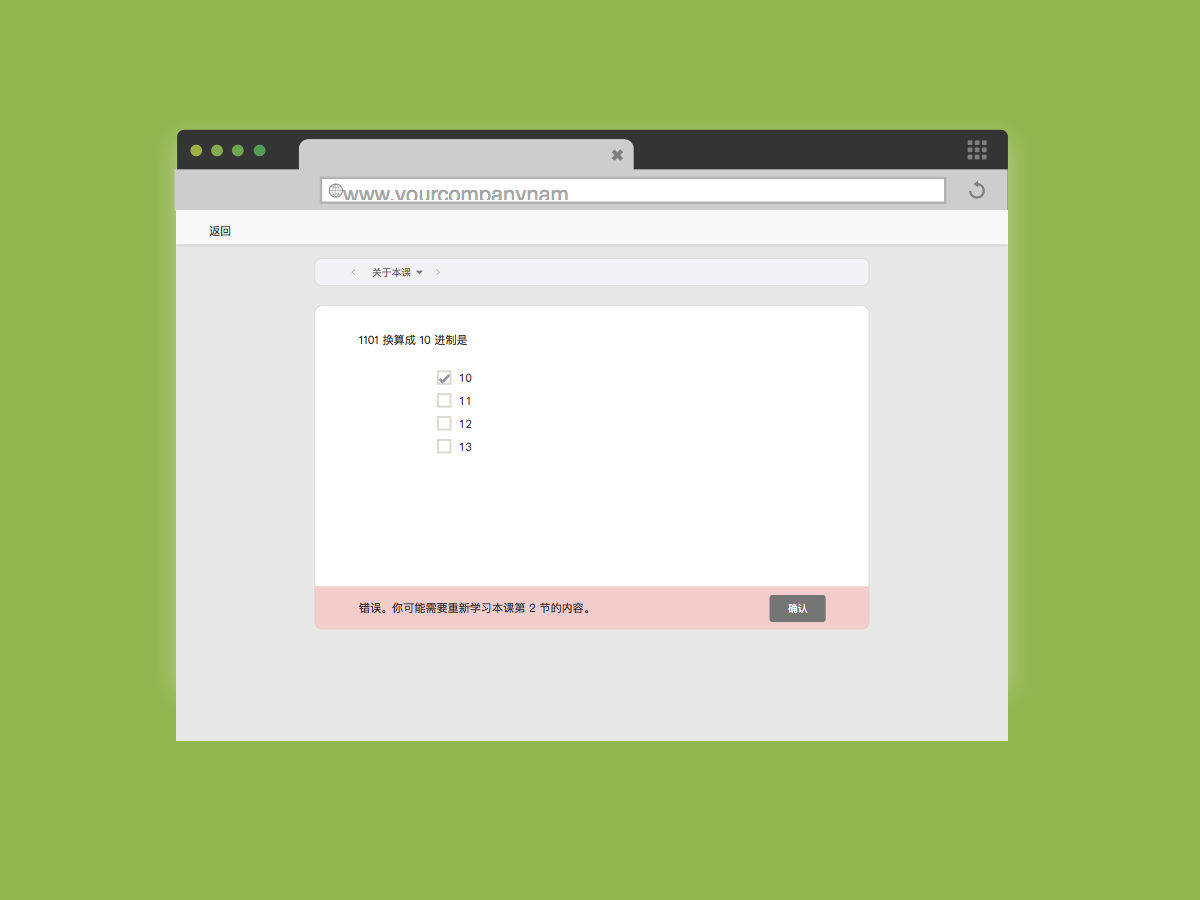 www.yourcompanynam
返回
关于本课
1101 换算成 10 进制是
10
11
12
13
错误。你可能需要重新学习本课第 2 节的内容。
确认